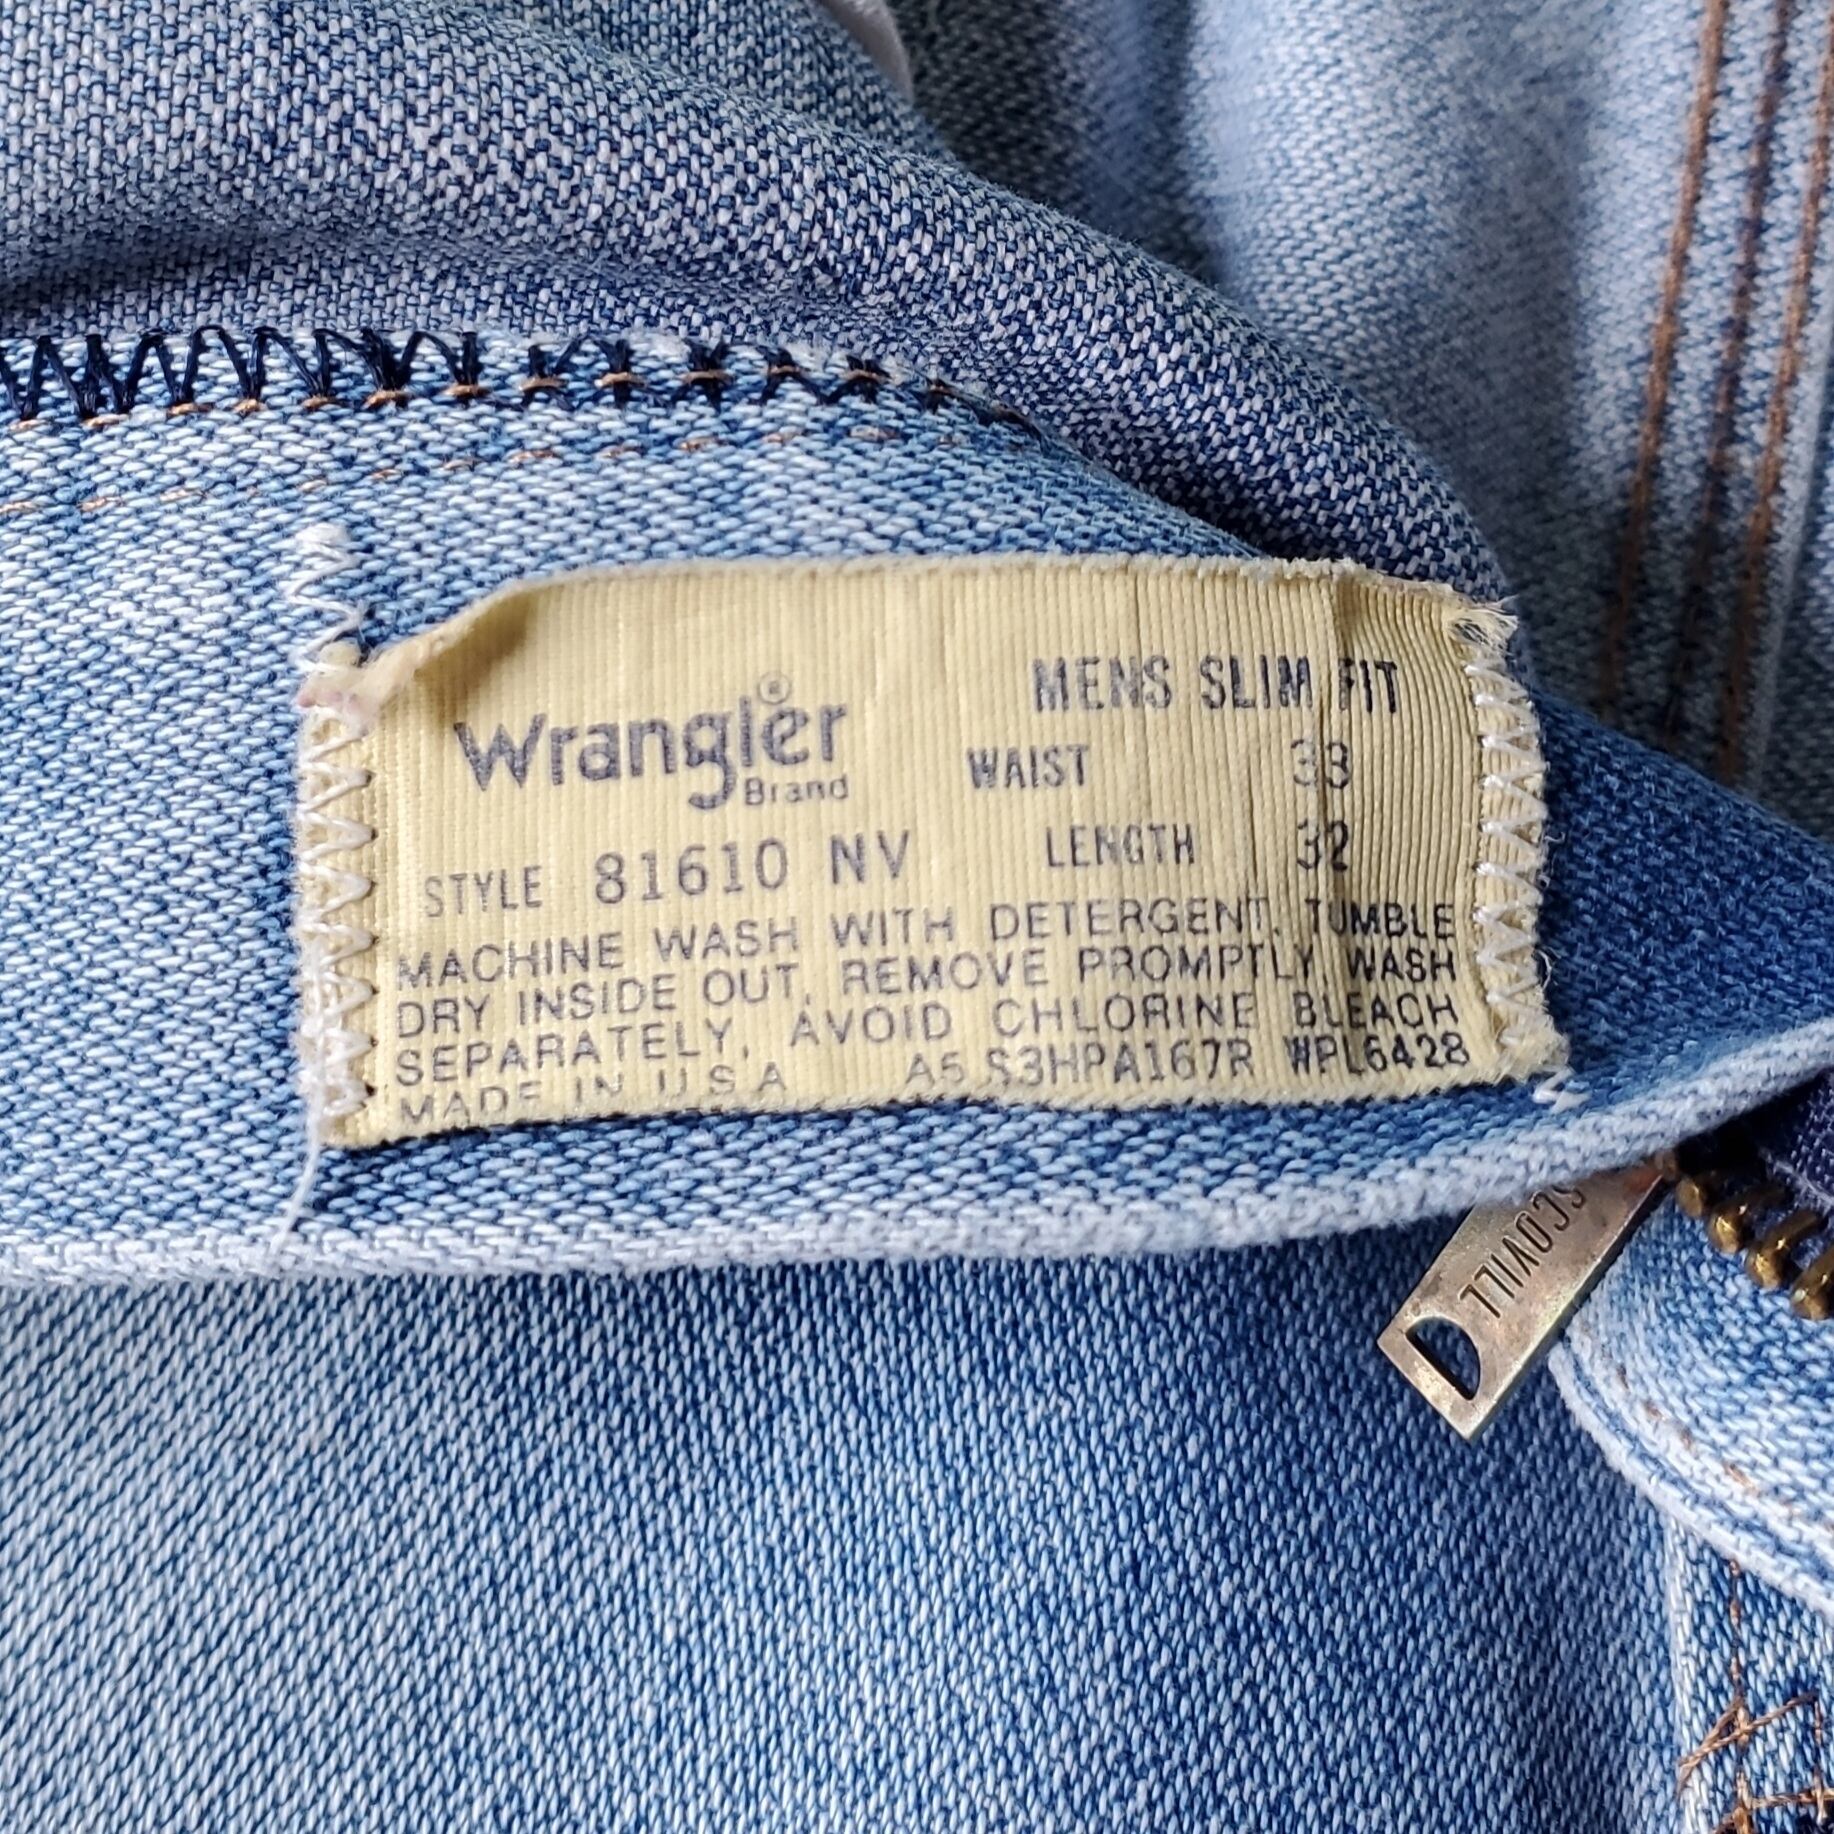 Wrangler®
Brand
MENS SLIM FIT
WAIST 33
STYLE 81610 NV LENGTH 32
MACHINE WASH WITH DETERGENT. TUMBLE
DRY INSIDE OUT, REMOVE PROMPTLY. WASH
SEPARATELY, AVOID CHLORINE BLEACH
MADE IN U S A A5 S3HPA167R WPL6428
SCOVILL